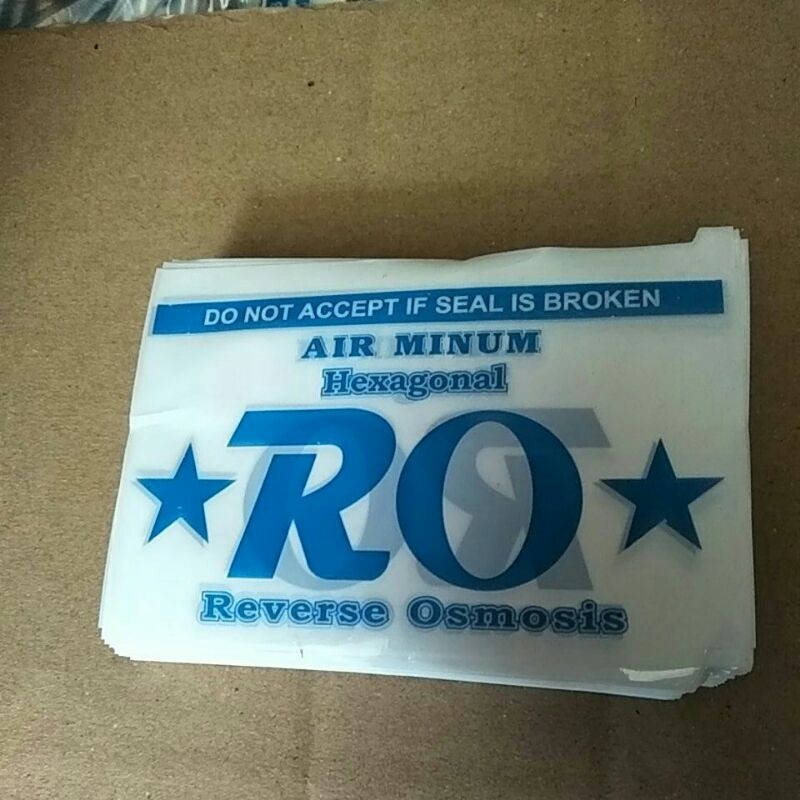 DO NOT ACCEPT IF SEAL IS BROKEN
AIR MINUM
Hexagonal
RO
Reverse Osmosis